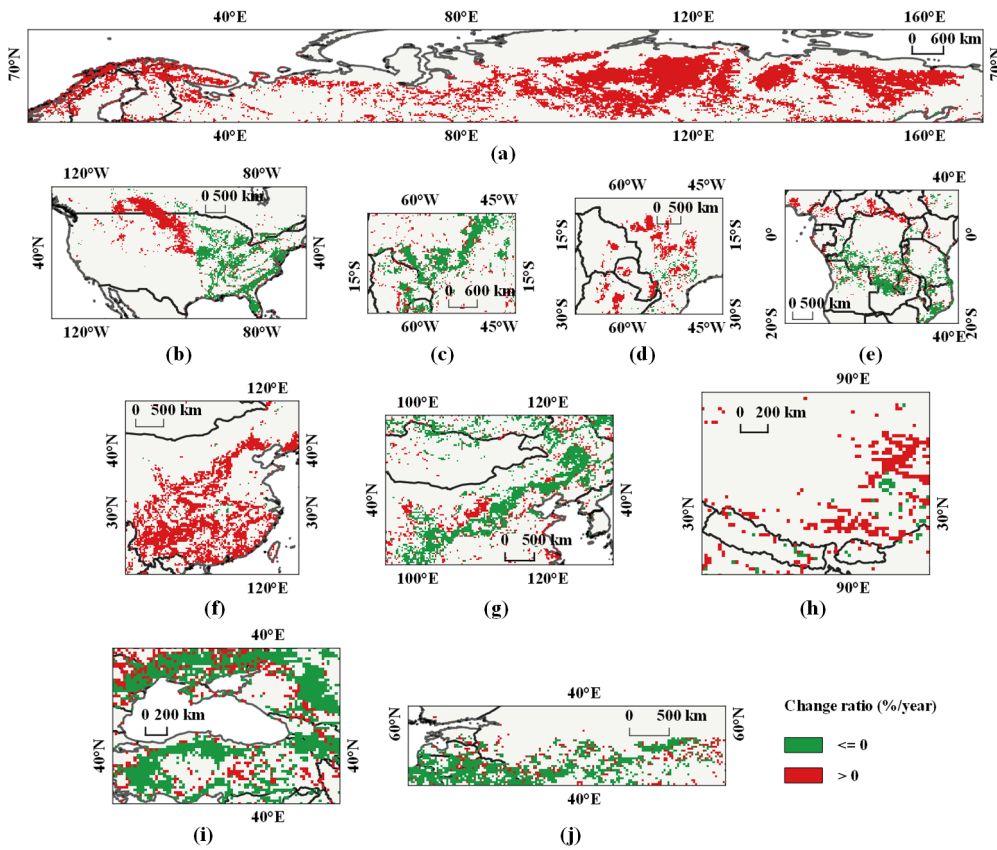 40°E 80°E 120°E 160°E
0 600 km
70°N 70°N
40°E 80°E 120°E 160°E
(a)
120°W 80°W
0 500 km
40°N 40°N
120°W 80°W
(b)
60°W 45°W
15°S 15°S
0 600 km
60°W 45°W
(c)
60°W 45°W
0 500 km
15°S 15°S
30°S 30°S
60°W 45°W
(d)
40°E
0° 0°
0 500 km
20°S 20°S
40°E
(e)
120°E
0 500 km
40°N 40°N
30°N 30°N
120°E
(f)
100°E 120°E
40°N 40°N
0 500 km
100°E 120°E
(g)
90°E
0 200 km
30°N 30°N
90°E
(h)
40°E
0 200 km
40°N 40°N
40°E
(i)
40°E
0 500 km
60°N 60°N
40°E
(j)
Change ratio (%/year)
<= 0
> 0